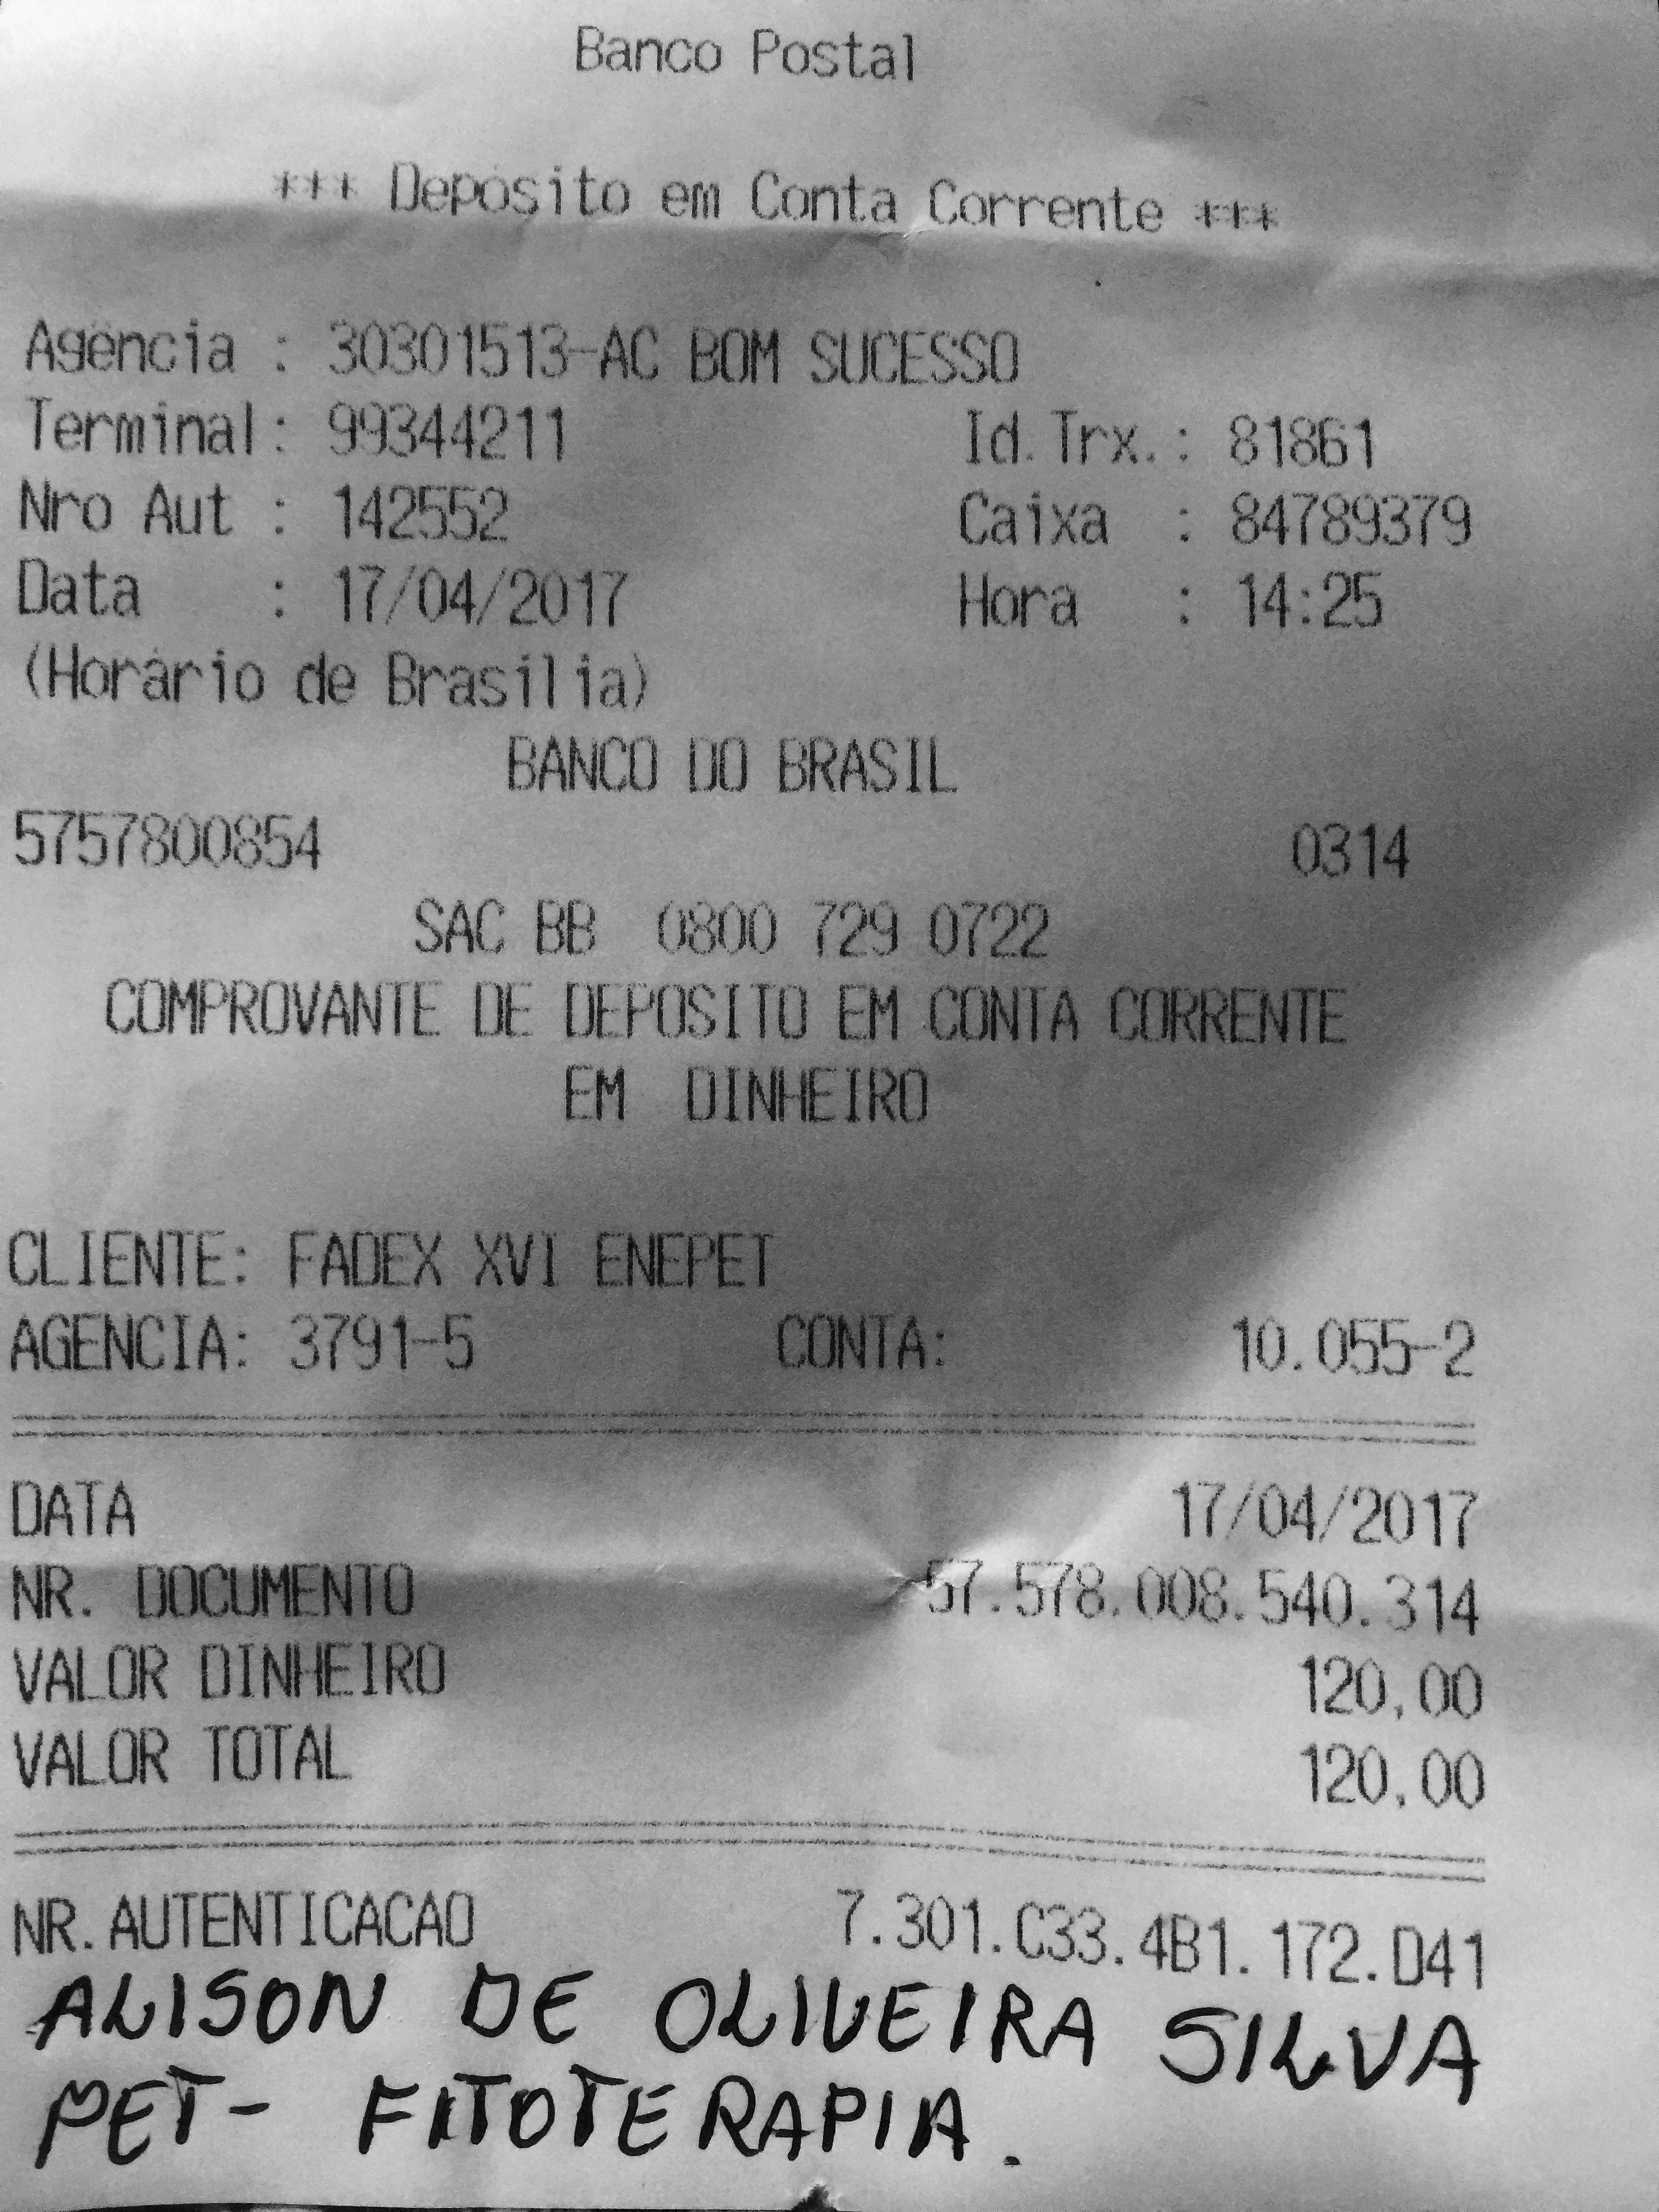 Banco Postal
*** Depósito em Conta Corrente ***
Agência : 30301513-AC BOM SUCESSO
Terminal: 99344211 Id.Trx.: 81861
Nro Aut : 142552 Caixa : 84789379
Data : 17/04/2017 Hora : 14:25
(Horário de Brasília)
BANCO DO BRASIL
5757800854 0314
SAC BB 0800 729 0722
COMPROVANTE DE DEPOSITO EM CONTA CORRENTE
EM DINHEIRO
CLIENTE: FADEX XVI ENEPET
AGENCIA: 3791-5 CONTA: 10.055-2
DATA 17/04/2017
NR. DOCUMENTO 57.578.008.540.314
VALOR DINHEIRO 120,00
VALOR TOTAL 120,00
NR.AUTENTICACAO 7.301.C33.4B1.172.D41
ALISON DE OLIVEIRA SILVA
PET- FITOTERAPIA.